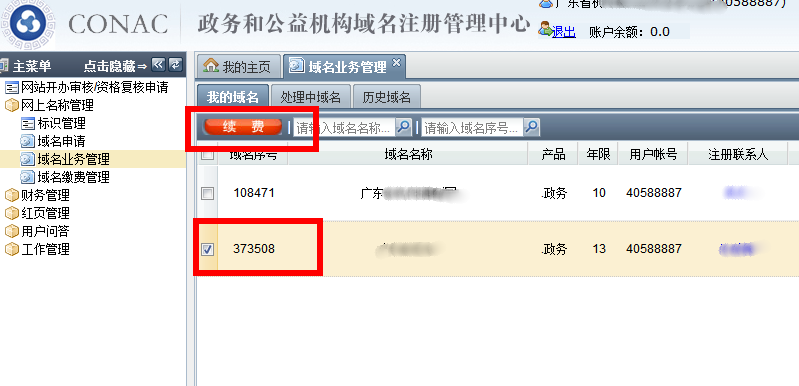 CONAC 政务和公益机构域名注册管理中心
广东省机 40588887)
退出 账户余额：0.0
主菜单 点击隐藏⇒
我的主页 域名业务管理
网站开办审核/资格复核申请
网上名称管理
标识管理
域名申请
域名业务管理
域名缴费管理
财务管理
红页管理
用户问答
工作管理
我的域名 处理中域名 历史域名
续 费 请输入域名名称... 请输入域名序号...
域名序号 域名名称 产品 年限 用户帐号 注册联系人
108471 广东 .政务 10 40588887
373508 .政务 13 40588887